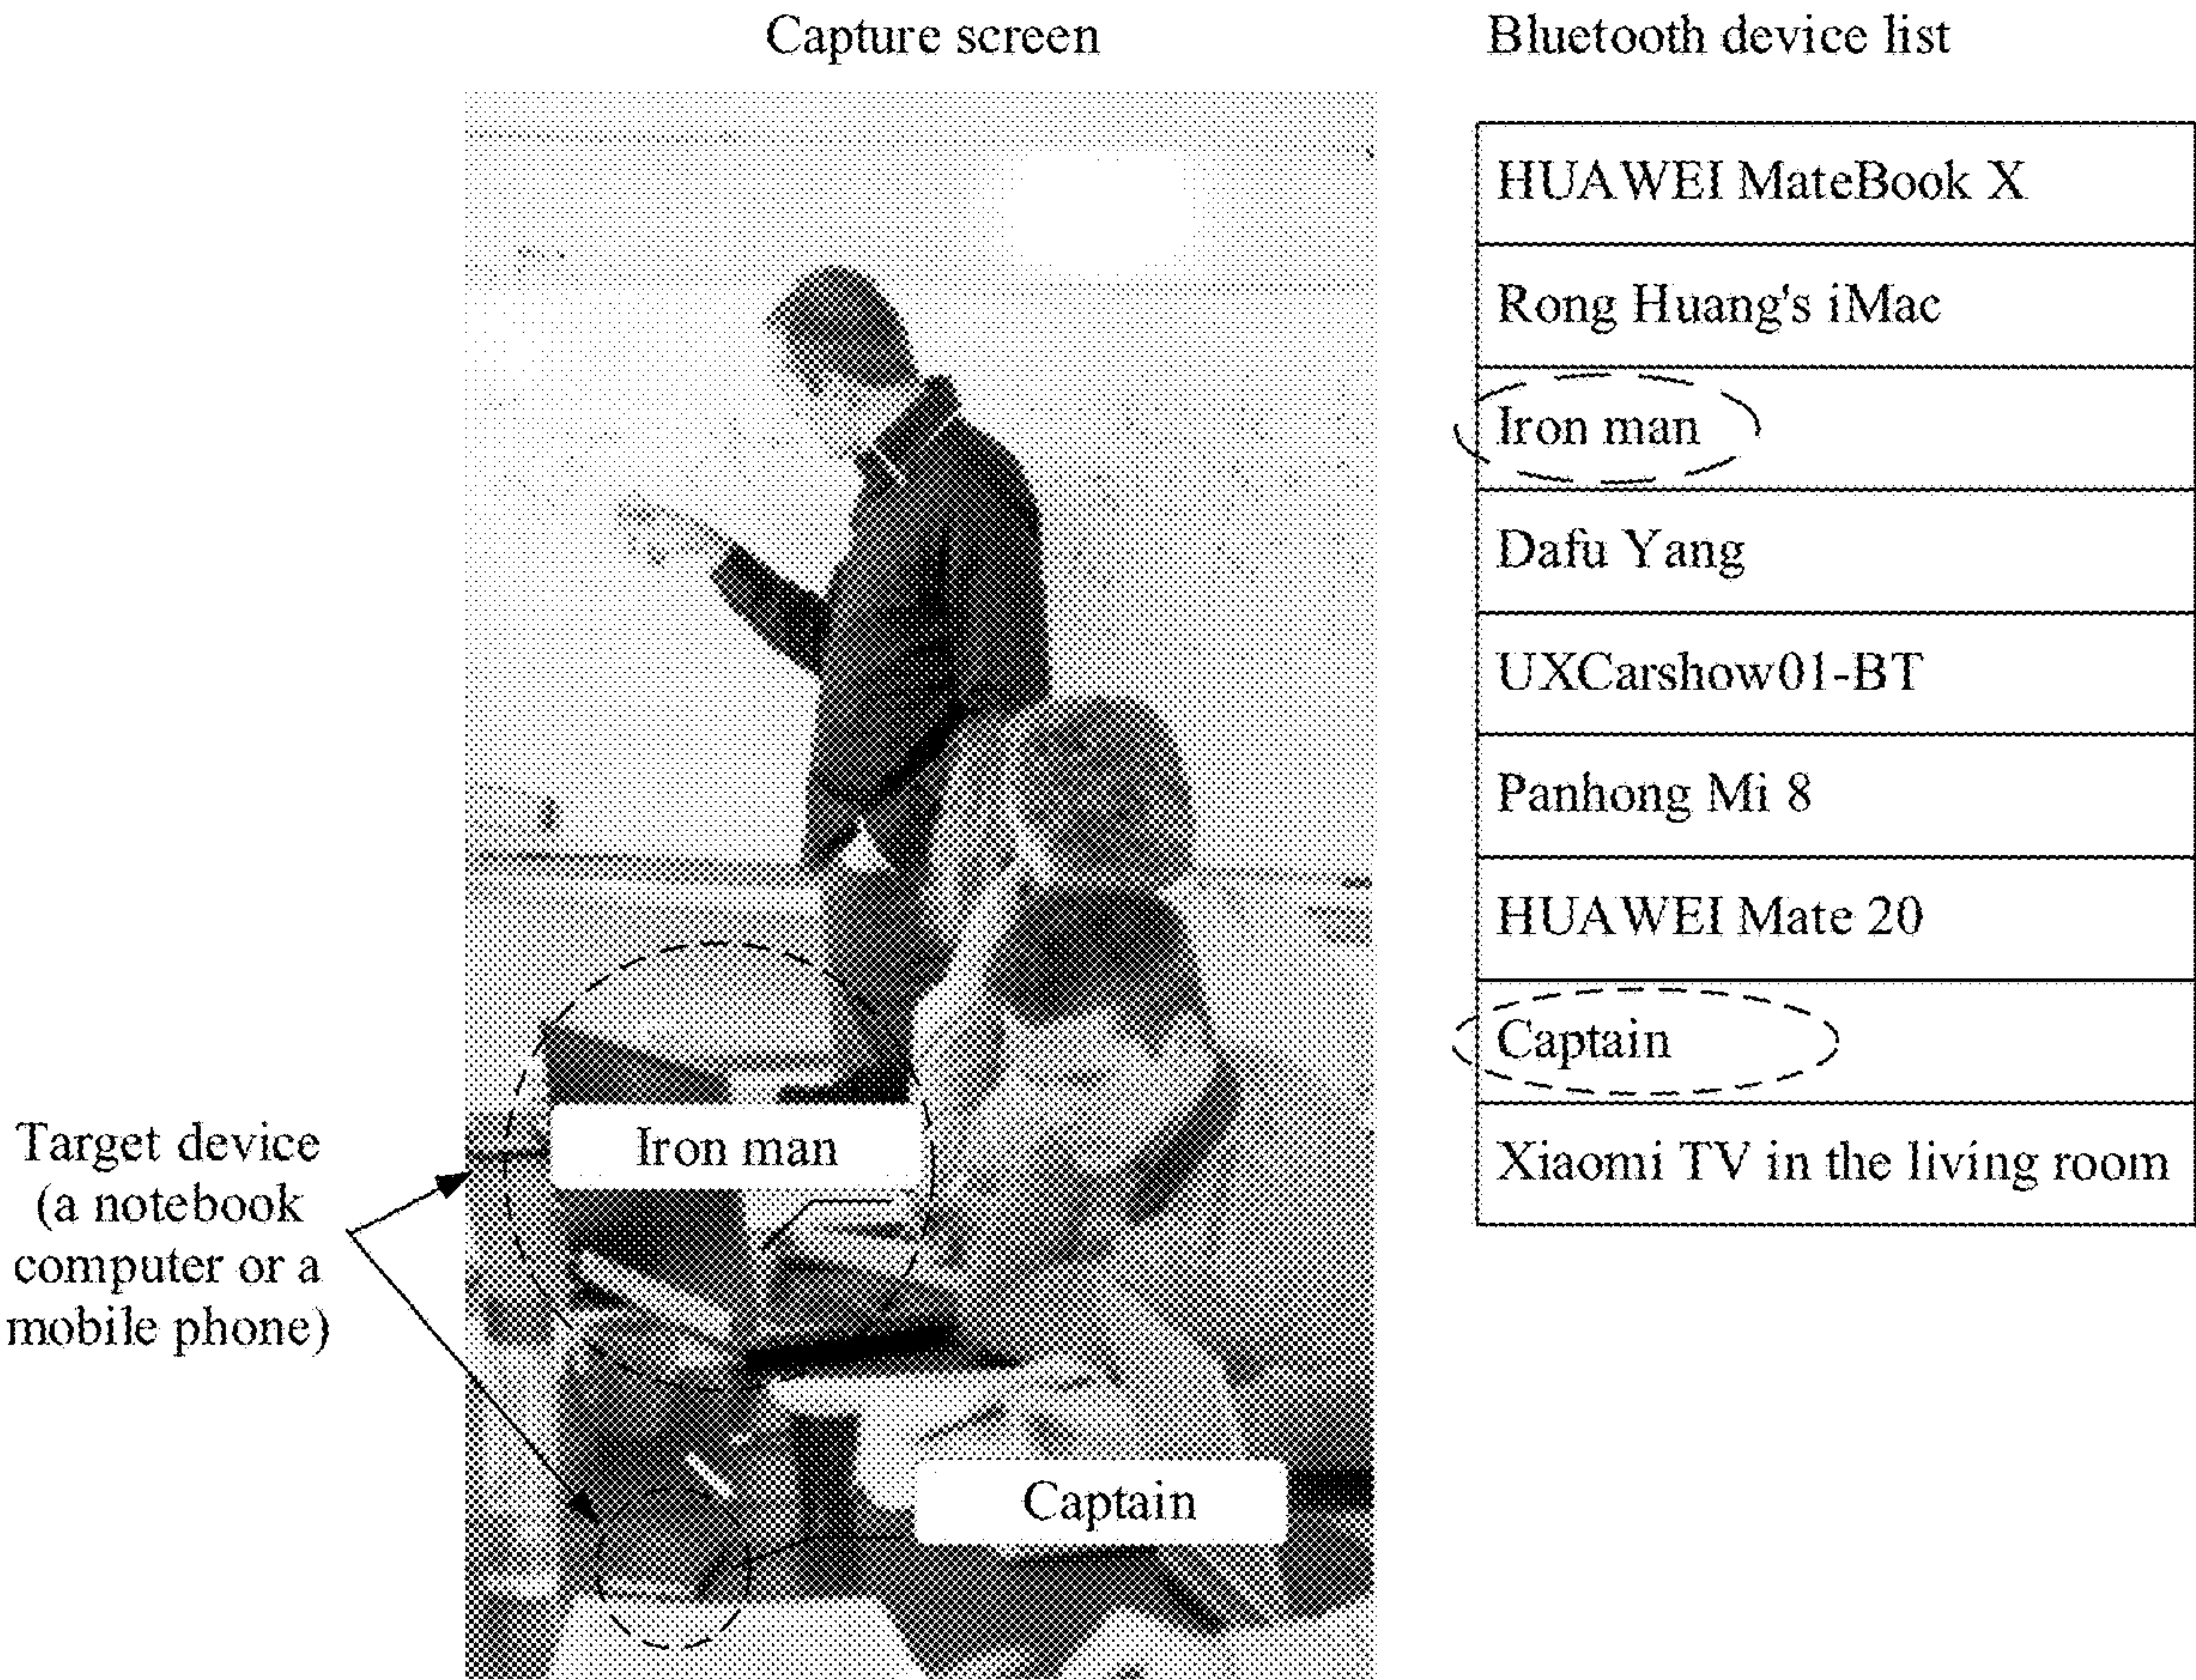 Capture screen
Bluetooth device list
HUAWEI MateBook X
Rong Huang's iMac
Iron man
Dafu Yang
UXCarshow01-BT
Panhong Mi 8
HUAWEI Mate 20
Captain
Xiaomi TV in the living room
Target device
(a notebook
computer or a
mobile phone)
Iron man
Captain